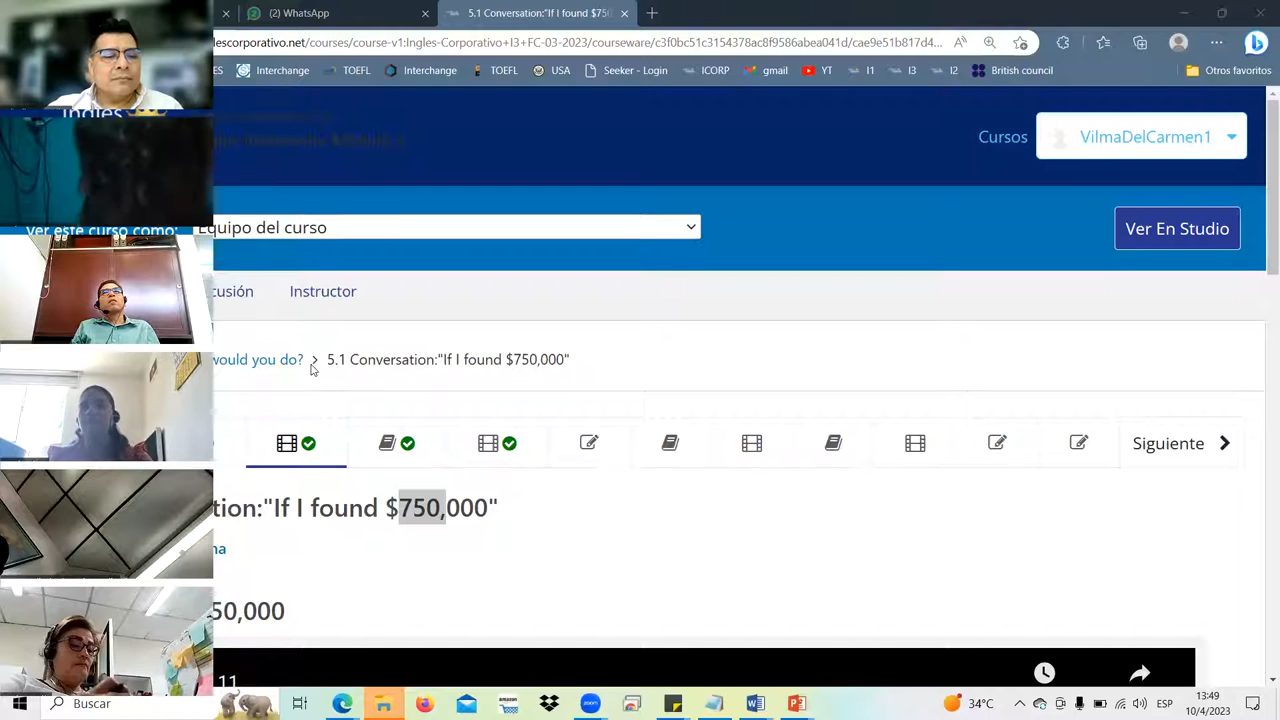 (2) WhatsApp
5.1 Conversation:"If I found $750
lescorporativo.net/courses/course-v1:Ingles-Corporativo+I3+FC-03-2023/courseware/c3f0bc51c3154378ac8f9586abea041d/cae9e51b817d4...
ES Interchange TOEFL Interchange TOEFL USA Seeker - Login ICORP gmail YT I1 I3 I2 British council Otros favoritos
Ingles
Cursos VilmaDelCarmen1
Ver este curso como: Equipo del curso
Ver En Studio
cusión Instructor
would you do? > 5.1 Conversation:"If I found $750,000"
Siguiente
tion:"If I found $750,000"
na
50,000
11
Buscar
34°C
ESP
13:49
10/4/2023